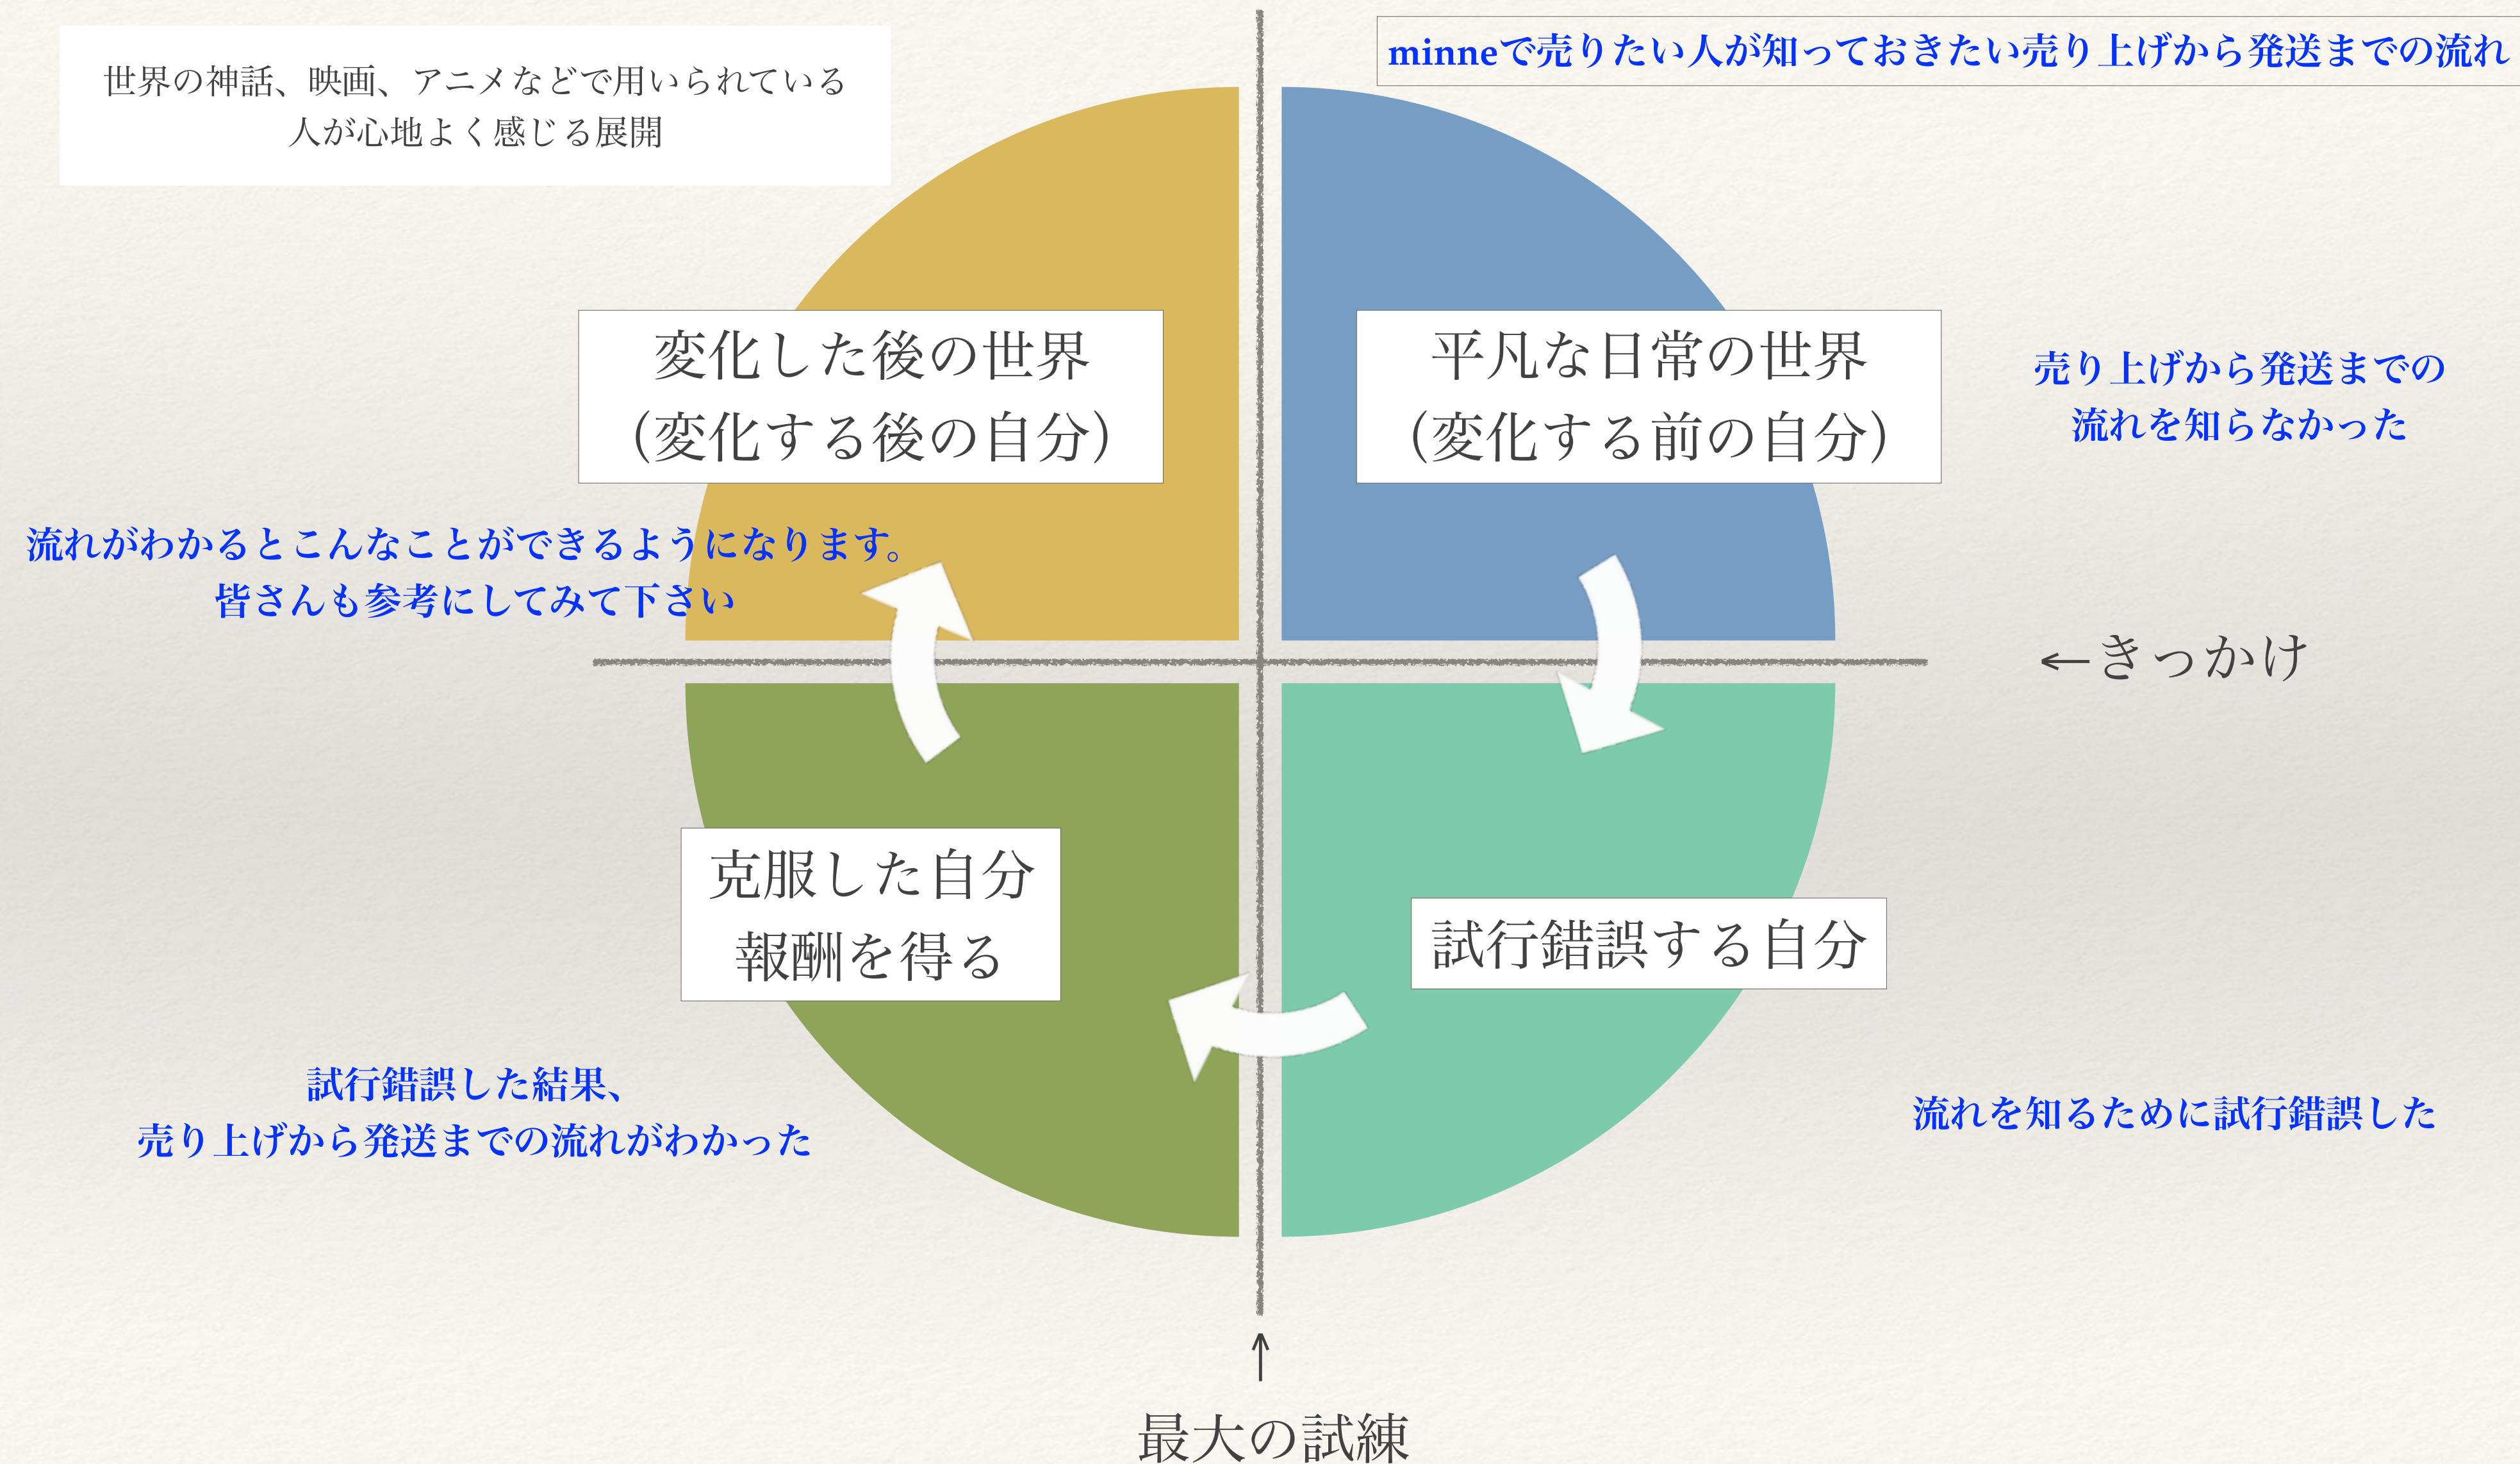 世界の神話、映画、アニメなどで用いられている
人が心地よく感じる展開
minneで売りたい人が知っておきたい売り上げから発送までの流れ
変化した後の世界
（変化する後の自分）
平凡な日常の世界
（変化する前の自分）
売り上げから発送までの
流れを知らなかった
流れがわかるとこんなことができるようになります。
皆さんも参考にしてみて下さい
←きっかけ
克服した自分
報酬を得る
試行錯誤する自分
試行錯誤した結果、
売り上げから発送までの流れがわかった
流れを知るために試行錯誤した
↑
最大の試練